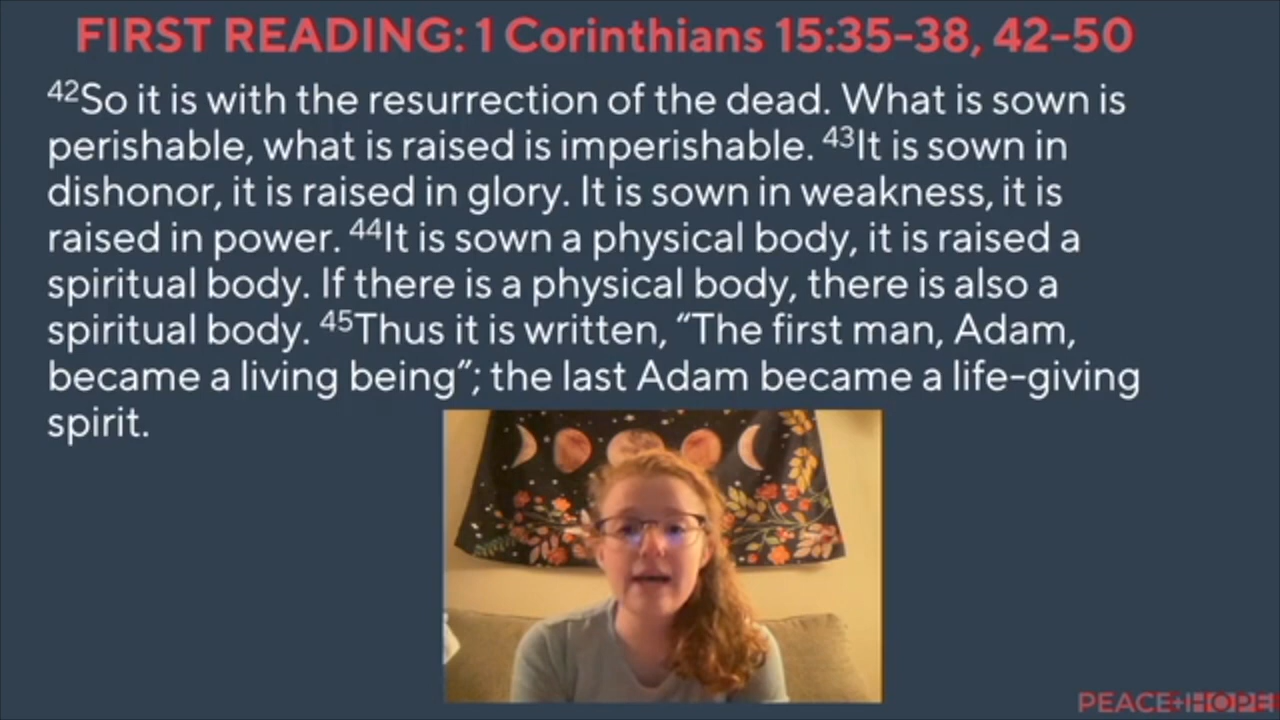 FIRST READING: 1 Corinthians 15:35-38, 42-50
⁴²So it is with the resurrection of the dead. What is sown is
perishable, what is raised is imperishable. ⁴³It is sown in
dishonor, it is raised in glory. It is sown in weakness, it is
raised in power. ⁴⁴It is sown a physical body, it is raised a
spiritual body. If there is a physical body, there is also a
spiritual body. ⁴⁵Thus it is written, “The first man, Adam,
became a living being”; the last Adam became a life-giving
spirit.
PEACE+HOPE